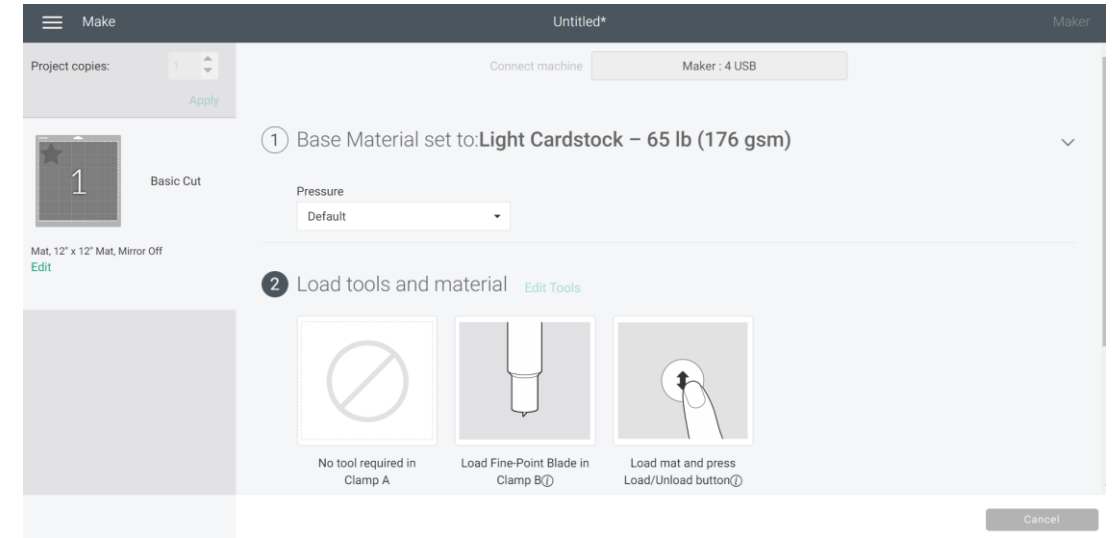 Make
Untitled*
Maker
Project copies:
1
Apply
Connect machine
Maker : 4 USB
1
Basic Cut
Mat, 12" x 12" Mat, Mirror Off
Edit
1 Base Material set to:Light Cardstock – 65 lb (176 gsm)
Pressure
Default
2 Load tools and material Edit Tools
No tool required in
Clamp A
Load Fine-Point Blade in
Clamp B
Load mat and press
Load/Unload button
Cancel